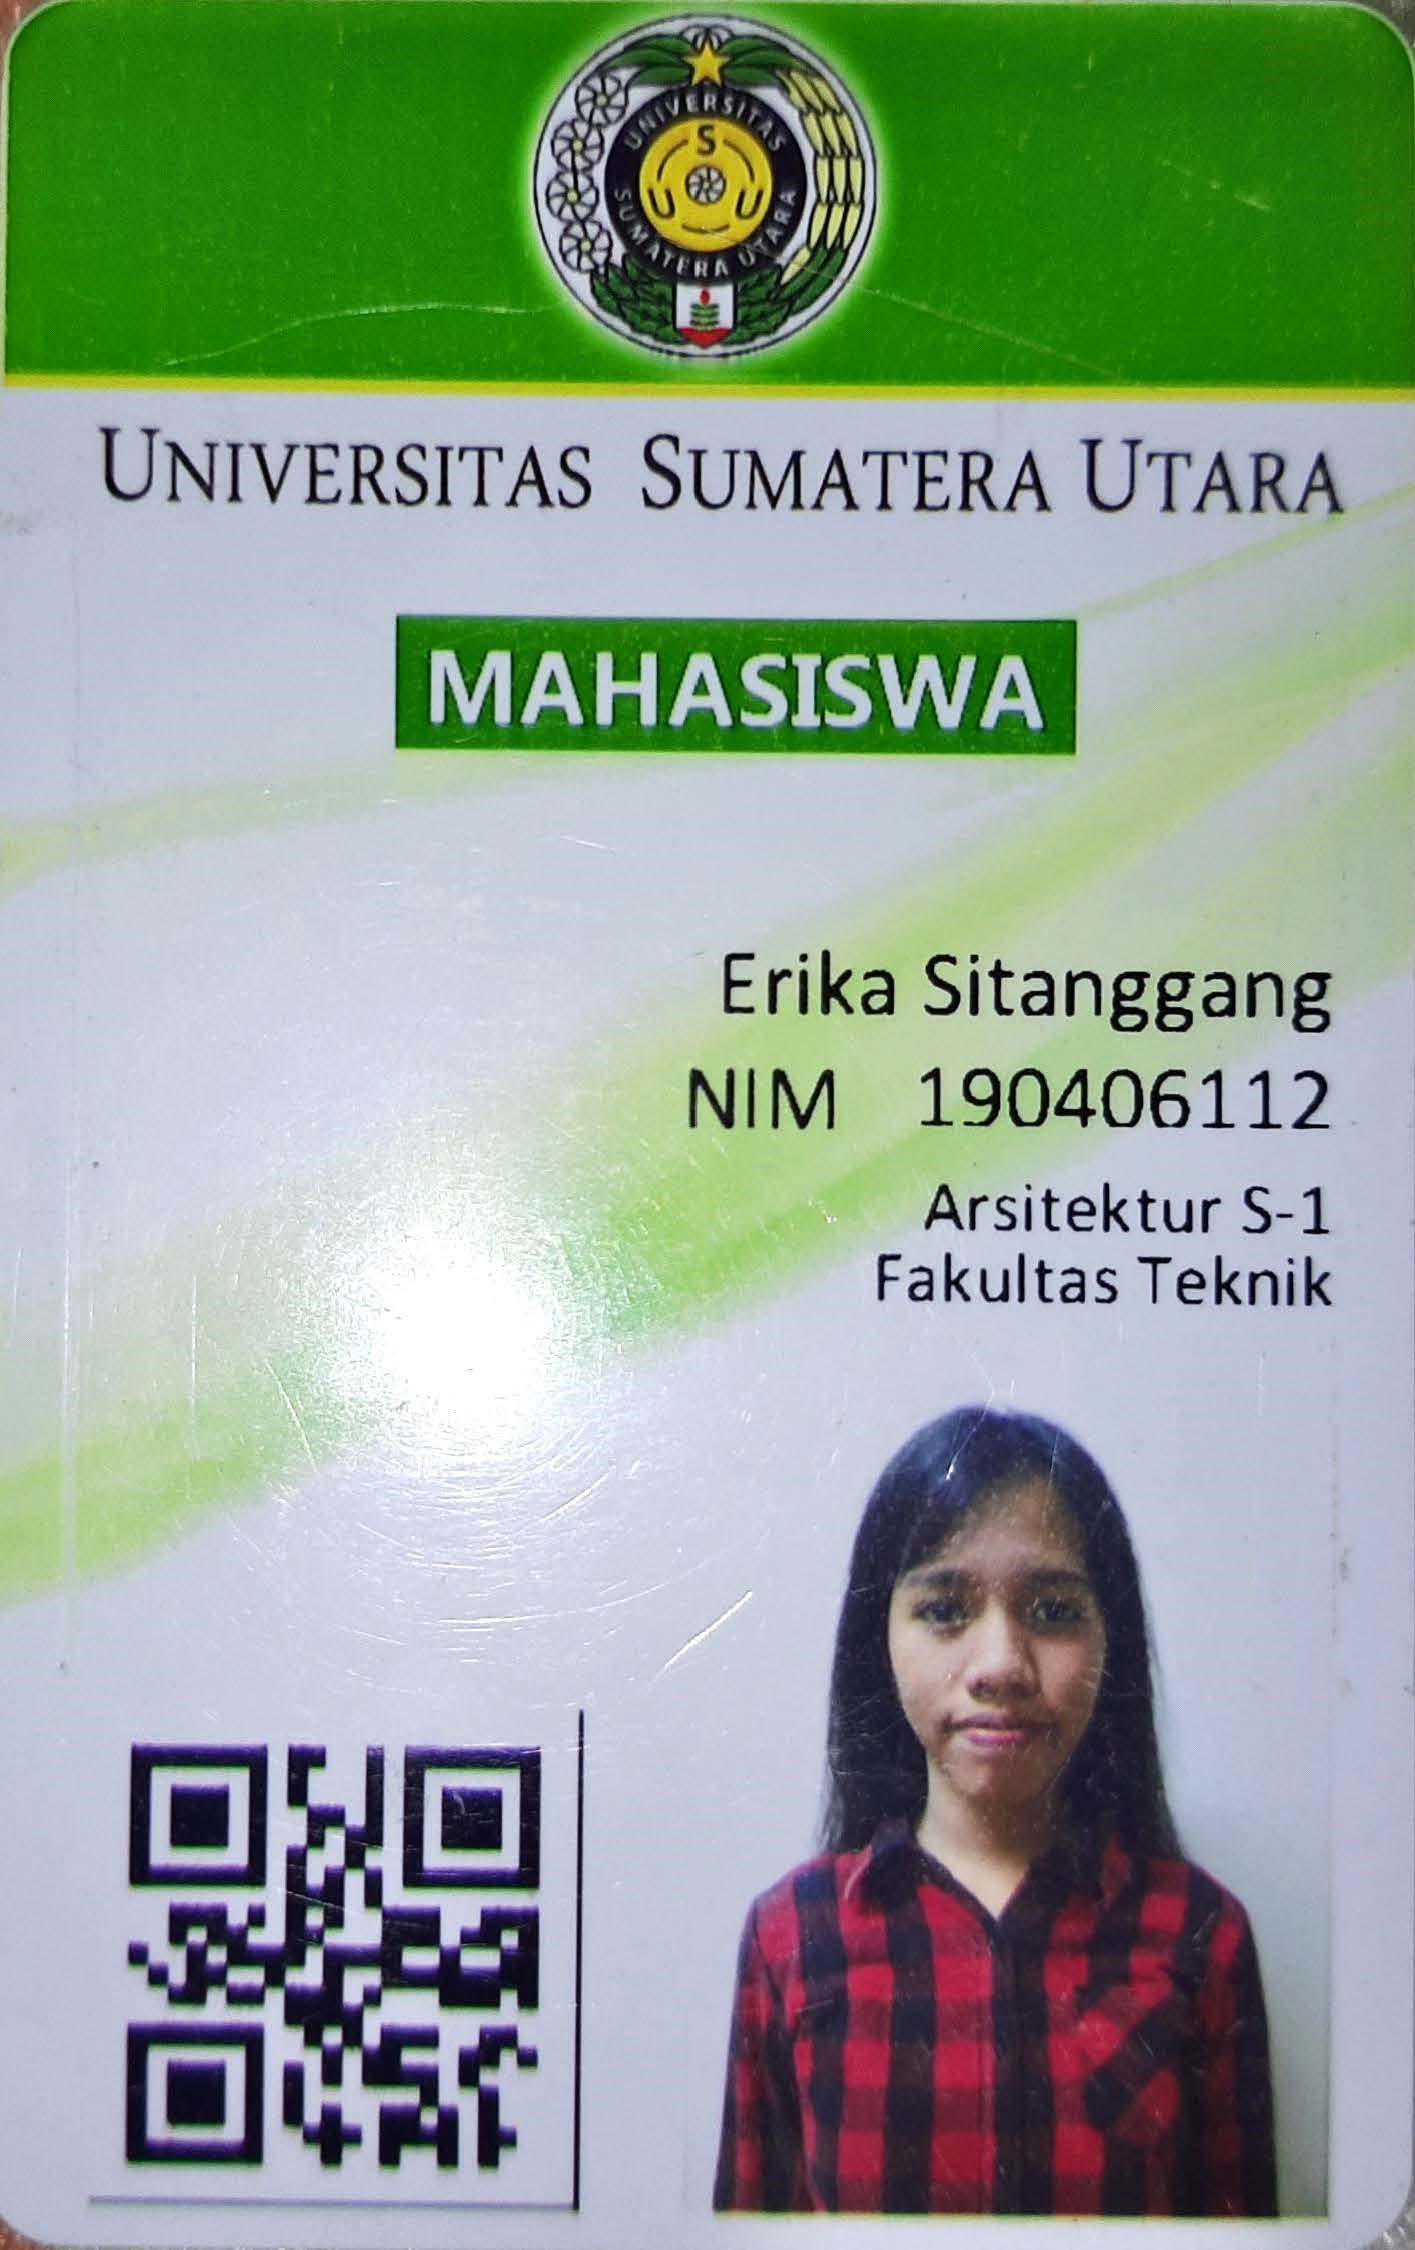 UNIVERSITAS
S
U U
SUMATERA UTARA
UNIVERSITAS SUMATERA UTARA
MAHASISWA
Erika Sitanggang
NIM 190406112
Arsitektur S-1
Fakultas Teknik